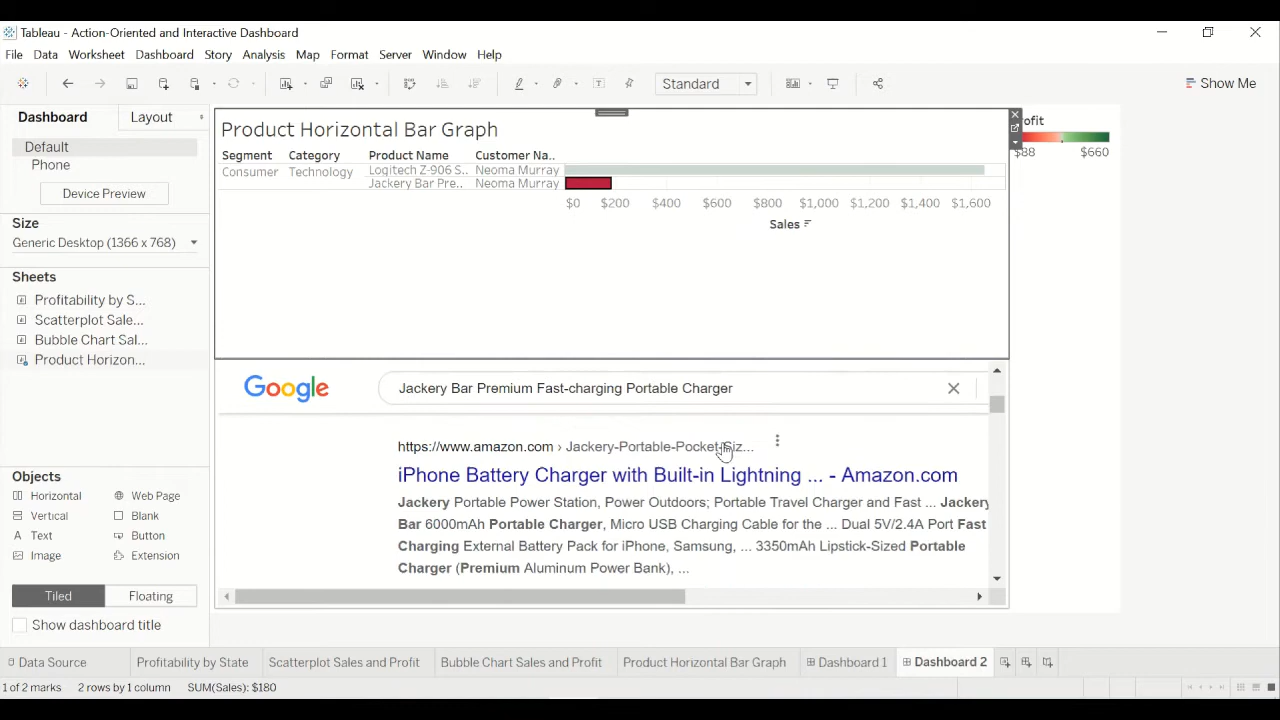 Tableau - Action-Oriented and Interactive Dashboard
File Data Worksheet Dashboard Story Analysis Map Format Server Window Help
Standard
Show Me
Dashboard Layout
Default
Phone
Device Preview
Size
Generic Desktop (1366 x 768)
Sheets
Profitability by S...
Scatterplot Sale...
Bubble Chart Sal...
Product Horizon...
Objects
Horizontal Web Page
Vertical Blank
Text Button
Image Extension
Tiled Floating
Show dashboard title
Product Horizontal Bar Graph
Segment Category Product Name Customer Na..
Consumer Technology Logitech Z-906 S.. Neoma Murray
Jackery Bar Pre.. Neoma Murray
$0 $200 $400 $600 $800 $1,000 $1,200 $1,400 $1,600
Sales
ofit
$88 $660
Google
Jackery Bar Premium Fast-charging Portable Charger
https://www.amazon.com › Jackery-Portable-Pocket-Siz...
iPhone Battery Charger with Built-in Lightning ... - Amazon.com
Jackery Portable Power Station, Power Outdoors; Portable Travel Charger and Fast ... Jackery
Bar 6000mAh Portable Charger, Micro USB Charging Cable for the ... Dual 5V/2.4A Port Fast
Charging External Battery Pack for iPhone, Samsung, ... 3350mAh Lipstick-Sized Portable
Charger (Premium Aluminum Power Bank), ...
Data Source Profitability by State Scatterplot Sales and Profit Bubble Chart Sales and Profit Product Horizontal Bar Graph Dashboard 1 Dashboard 2
1 of 2 marks 2 rows by 1 column SUM(Sales): $180